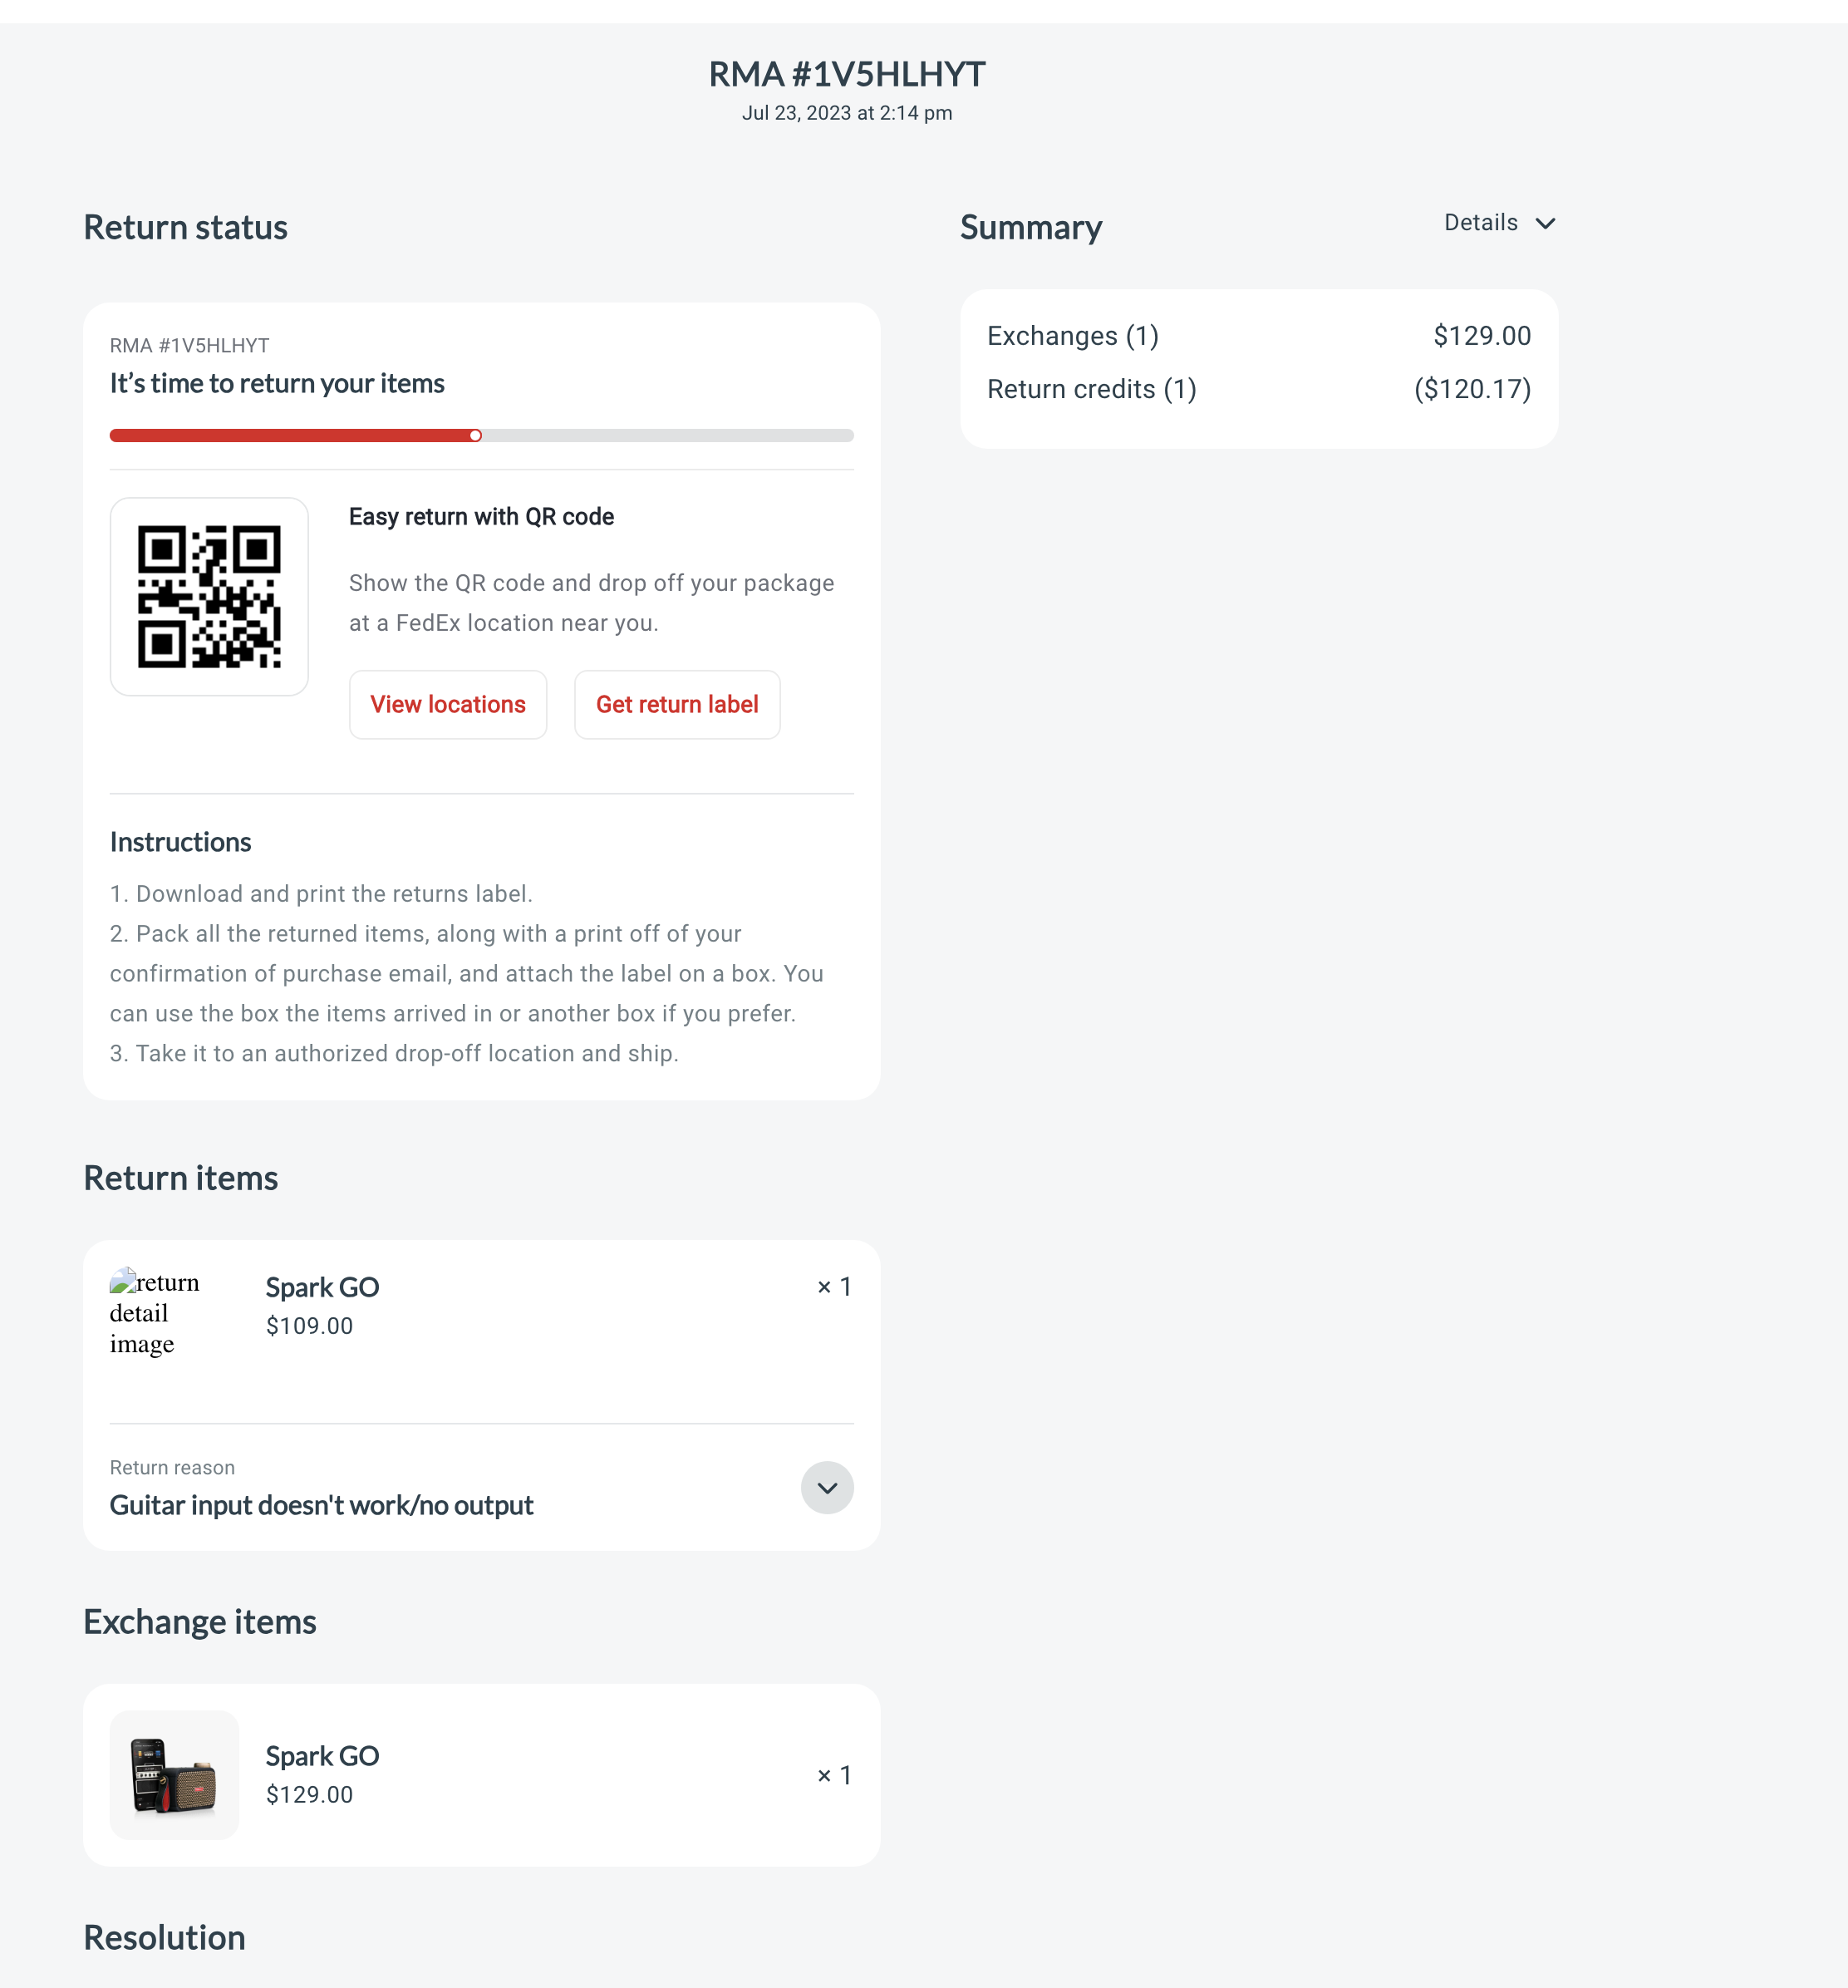 RMA #1V5HLHYT
Jul 23, 2023 at 2:14 pm
Return status
RMA #1V5HLHYT
It’s time to return your items
Easy return with QR code
Show the QR code and drop off your package
at a FedEx location near you.
View locations
Get return label
Instructions
1. Download and print the returns label.
2. Pack all the returned items, along with a print off of your
confirmation of purchase email, and attach the label on a box. You
can use the box the items arrived in or another box if you prefer.
3. Take it to an authorized drop-off location and ship.
Return items
return
detail
image
Spark GO
$109.00
× 1
Return reason
Guitar input doesn't work/no output
Exchange items
Spark GO
$129.00
× 1
Resolution
Summary
Details
Exchanges (1) $129.00
Return credits (1) ($120.17)